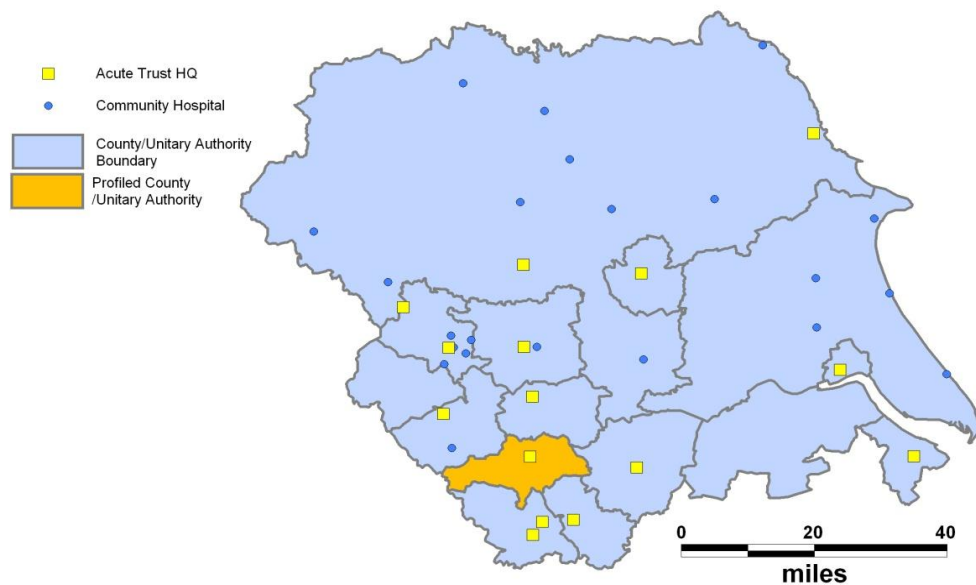 Acute Trust HQ
Community Hospital
County/Unitary Authority
Boundary
Profiled County
/Unitary Authority
0 20 40
miles